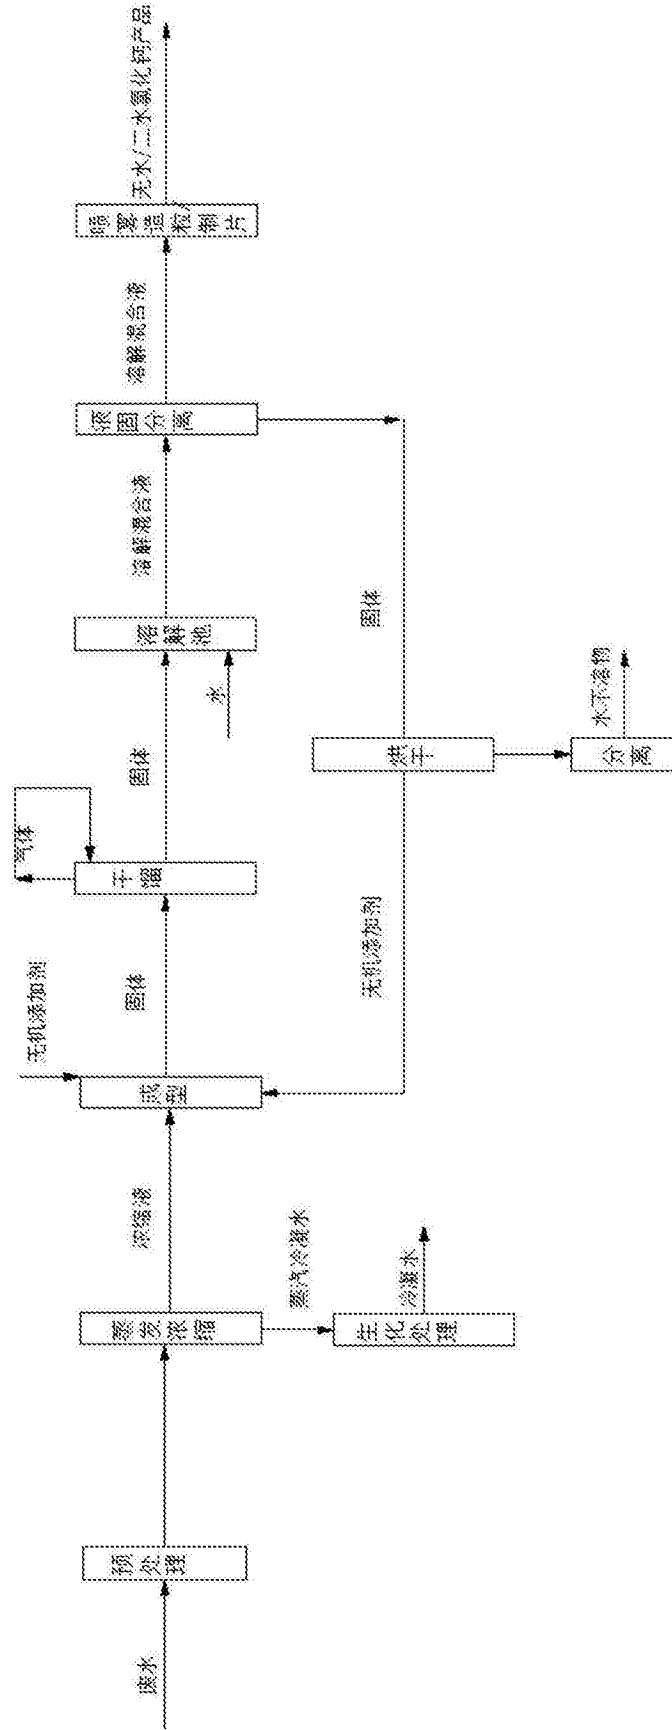 废水
预处理
蒸发浓缩
蒸汽冷凝水
生化处理
冷凝水
浓缩液
成型
无机添加剂
固体
干馏
气体
固体
溶解池
水
溶解混合液
液固分离
溶解混合液
喷雾造粒/制片
无水/二水氯化钙产品
固体
烘干
无机添加剂
分离
水不溶物